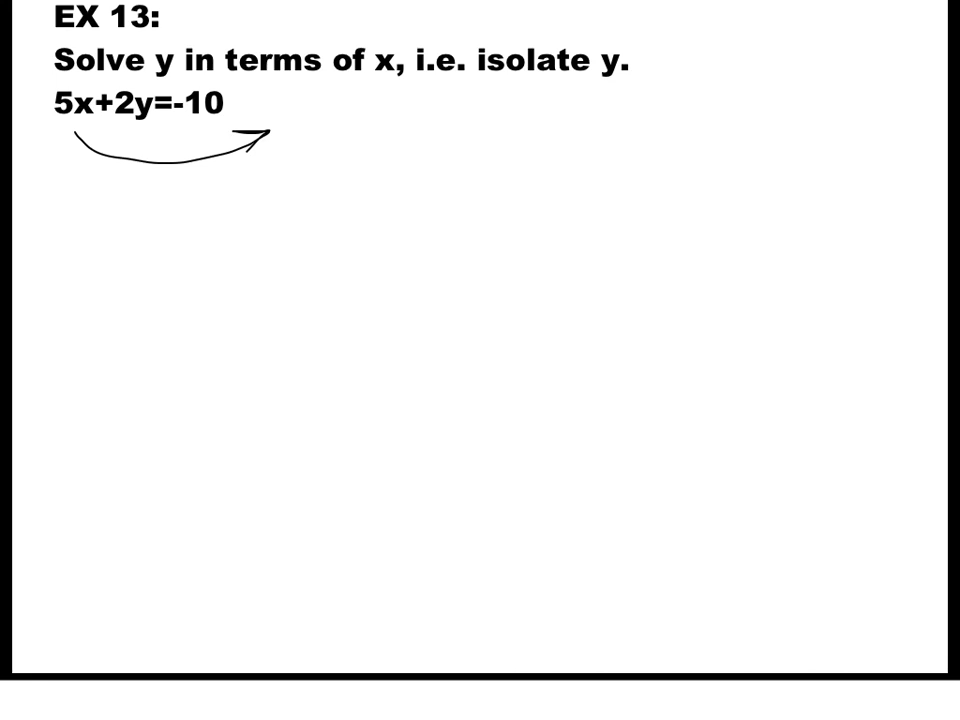 EX 13:
Solve y in terms of x, i.e. isolate y.
5x+2y=-10